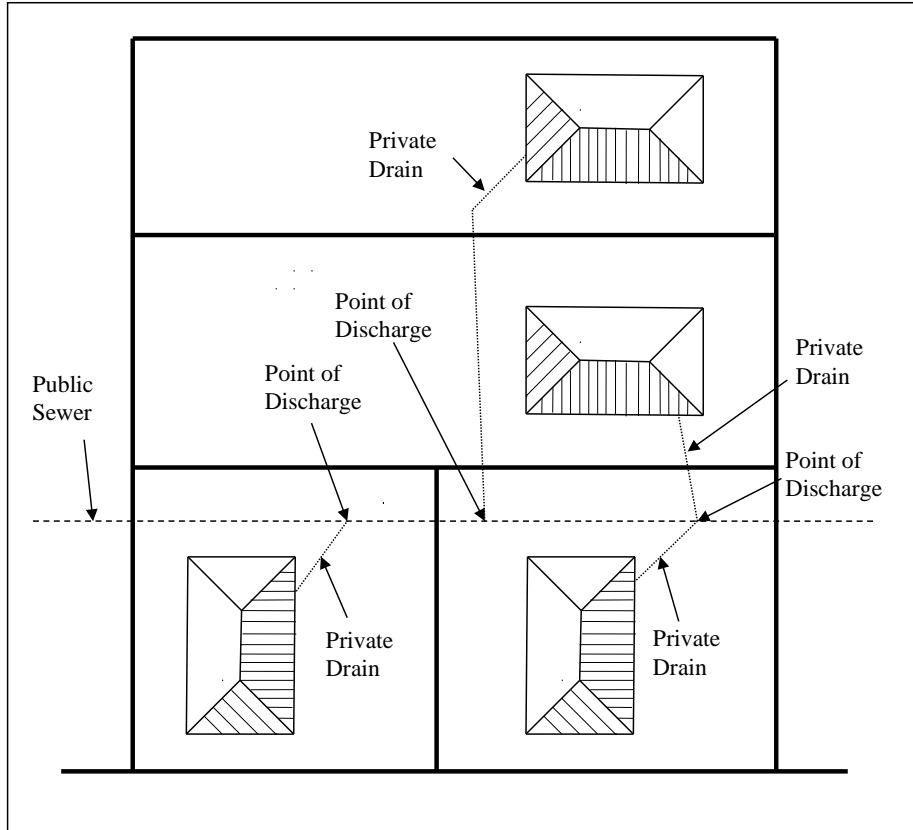 Private
Drain
Point of
Discharge
Private
Drain
Point of
Discharge
Public
Sewer
Point of
Discharge
Private
Drain
Private
Drain